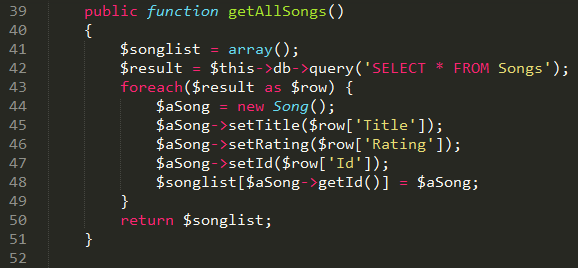 39 public function getAllSongs()
40 {
41 $songlist = array();
42 $result = $this->db->query('SELECT * FROM Songs');
43 foreach($result as $row) {
44 $aSong = new Song();
45 $aSong->setTitle($row['Title']);
46 $aSong->setRating($row['Rating']);
47 $aSong->setId($row['Id']);
48 $songlist[$aSong->getId()] = $aSong;
49 }
50 return $songlist;
51 }
52